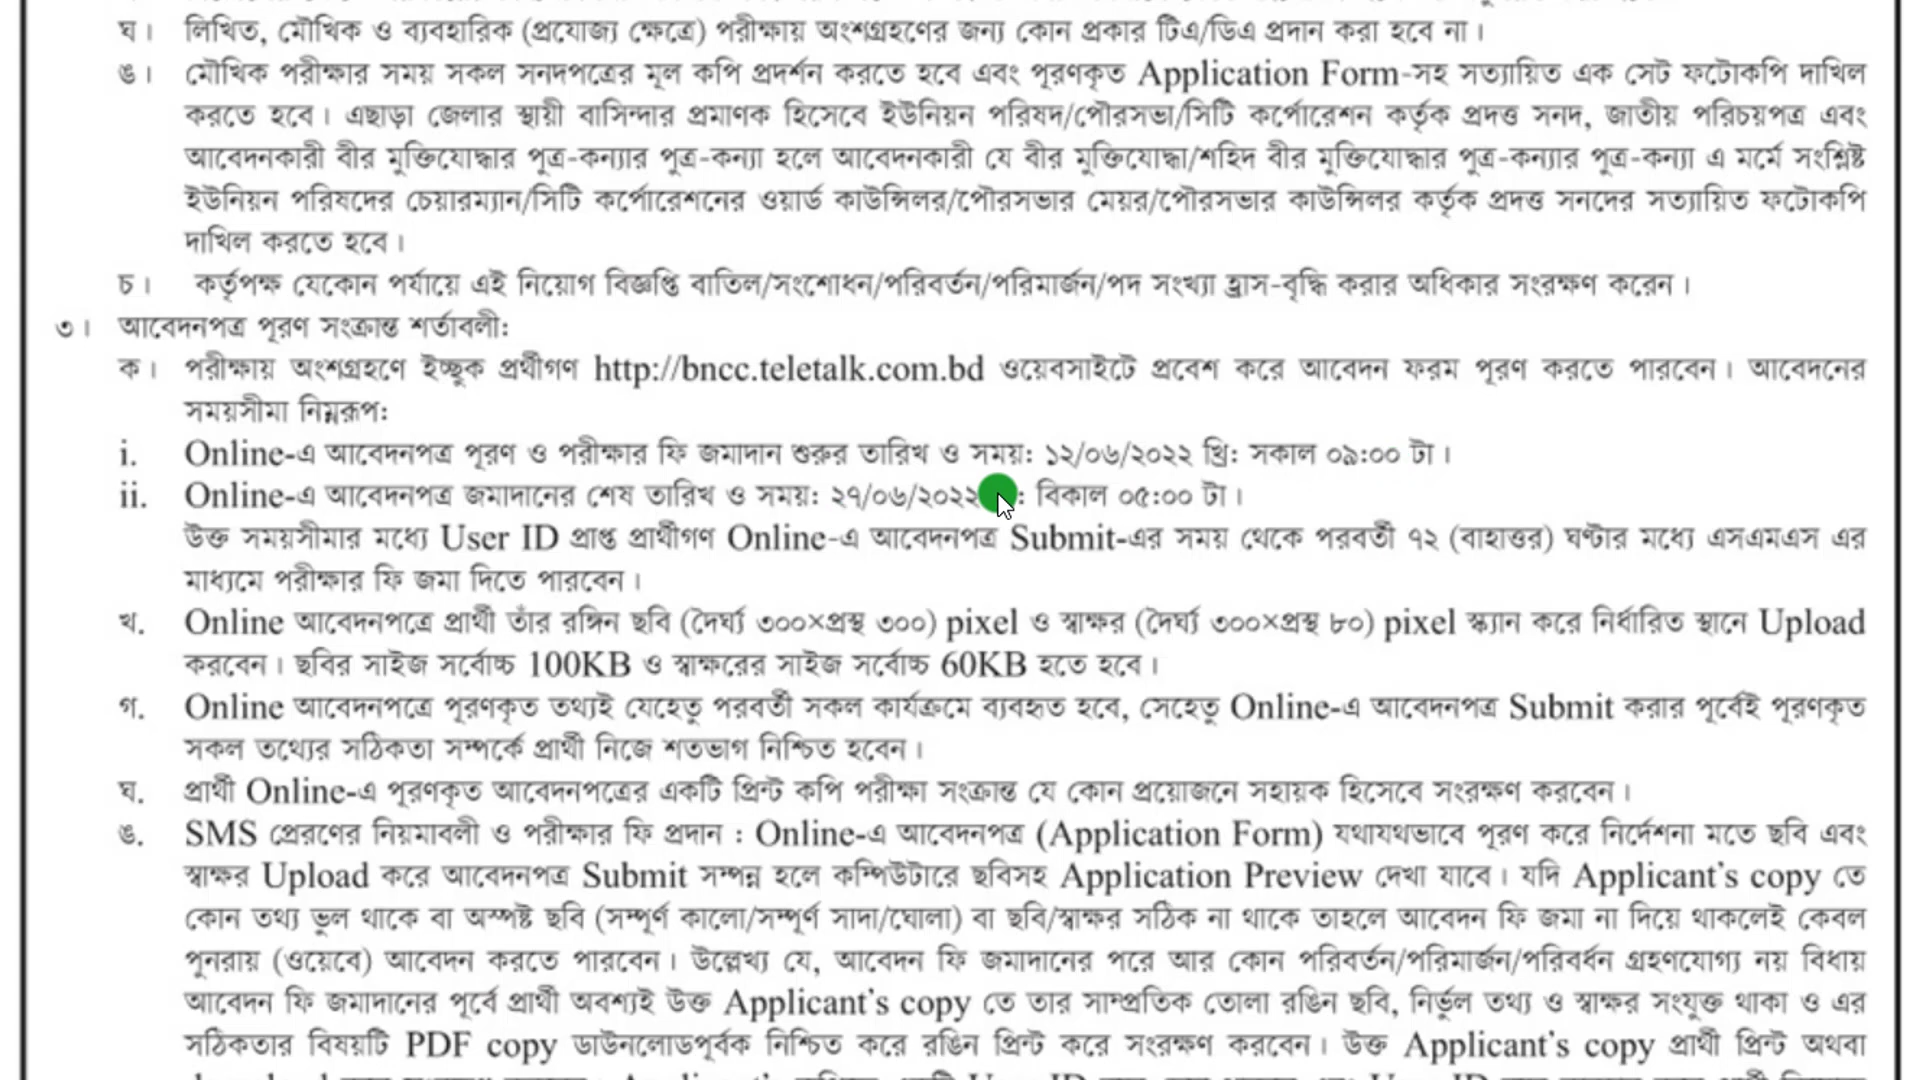 ঘ। লিখিত, মৌখিক ও ব্যবহারিক (প্রযোজ্য ক্ষেত্রে) পরীক্ষায় অংশগ্রহণের জন্য কোন প্রকার টিএ/ডিএ প্রদান করা হবে না।
ঙ। মৌখিক পরীক্ষার সময় সকল সনদপত্রের মূল কপি প্রদর্শন করতে হবে এবং পূরণকৃত Application Form-সহ সত্যায়িত এক সেট ফটোকপি দাখিল
করতে হবে। এছাড়া জেলার স্থায়ী বাসিন্দার প্রমাণক হিসেবে ইউনিয়ন পরিষদ/পৌরসভা/সিটি কর্পোরেশন কর্তৃক প্রদত্ত সনদ, জাতীয় পরিচয়পত্র এবং
আবেদনকারী বীর মুক্তিযোদ্ধার পুত্র-কন্যার পুত্র-কন্যা হলে আবেদনকারী যে বীর মুক্তিযোদ্ধা/শহিদ বীর মুক্তিযোদ্ধার পুত্র-কন্যার পুত্র-কন্যা এ মর্মে সংশ্লিষ্ট
ইউনিয়ন পরিষদের চেয়ারম্যান/সিটি কর্পোরেশনের ওয়ার্ড কাউন্সিলর/পৌরসভার মেয়র/পৌরসভার কাউন্সিলর কর্তৃক প্রদত্ত সনদের সত্যায়িত ফটোকপি
দাখিল করতে হবে।
চ। কর্তৃপক্ষ যেকোন পর্যায়ে এই নিয়োগ বিজ্ঞপ্তি বাতিল/সংশোধন/পরিবর্তন/পরিমার্জন/পদ সংখ্যা হ্রাস-বৃদ্ধি করার অধিকার সংরক্ষণ করেন।
৩। আবেদনপত্র পূরণ সংক্রান্ত শর্তাবলী:
ক। পরীক্ষায় অংশগ্রহণে ইচ্ছুক প্রর্থীগণ http://bncc.teletalk.com.bd ওয়েবসাইটে প্রবেশ করে আবেদন ফরম পূরণ করতে পারবেন। আবেদনের
সময়সীমা নিম্নরূপ:
i. Online-এ আবেদনপত্র পূরণ ও পরীক্ষার ফি জমাদান শুরুর তারিখ ও সময়: ১২/০৬/২০২২ খ্রি: সকাল ০৯:০০ টা।
ii. Online-এ আবেদনপত্র জমাদানের শেষ তারিখ ও সময়: ২৭/০৬/২০২২ : বিকাল ০৫:০০ টা।
উক্ত সময়সীমার মধ্যে User ID প্রাপ্ত প্রার্থীগণ Online-এ আবেদনপত্র Submit-এর সময় থেকে পরবর্তী ৭২ (বাহাত্তর) ঘণ্টার মধ্যে এসএমএস এর
মাধ্যমে পরীক্ষার ফি জমা দিতে পারবেন।
খ. Online আবেদনপত্রে প্রার্থী তাঁর রঙ্গিন ছবি (দৈর্ঘ্য ৩০০×প্রস্থ ৩০০) pixel ও স্বাক্ষর (দৈর্ঘ্য ৩০০×প্রস্থ ৮০) pixel স্ক্যান করে নির্ধারিত স্থানে Upload
করবেন। ছবির সাইজ সর্বোচ্চ 100KB ও স্বাক্ষরের সাইজ সর্বোচ্চ 60KB হতে হবে।
গ. Online আবেদনপত্রে পূরণকৃত তথ্যই যেহেতু পরবর্তী সকল কার্যক্রমে ব্যবহৃত হবে, সেহেতু Online-এ আবেদনপত্র Submit করার পূর্বেই পূরণকৃত
সকল তথ্যের সঠিকতা সম্পর্কে প্রার্থী নিজে শতভাগ নিশ্চিত হবেন।
ঘ. প্রার্থী Online-এ পূরণকৃত আবেদনপত্রের একটি প্রিন্ট কপি পরীক্ষা সংক্রান্ত যে কোন প্রয়োজনে সহায়ক হিসেবে সংরক্ষণ করবেন।
ঙ. SMS প্রেরণের নিয়মাবলী ও পরীক্ষার ফি প্রদান : Online-এ আবেদনপত্র (Application Form) যথাযথভাবে পূরণ করে নির্দেশনা মতে ছবি এবং
স্বাক্ষর Upload করে আবেদনপত্র Submit সম্পন্ন হলে কম্পিউটারে ছবিসহ Application Preview দেখা যাবে। যদি Applicant's copy তে
কোন তথ্য ভুল থাকে বা অস্পষ্ট ছবি (সম্পূর্ণ কালো/সম্পূর্ণ সাদা/ঘোলা) বা ছবি/স্বাক্ষর সঠিক না থাকে তাহলে আবেদন ফি জমা না দিয়ে থাকলেই কেবল
পুনরায় (ওয়েবে) আবেদন করতে পারবেন। উল্লেখ্য যে, আবেদন ফি জমাদানের পরে আর কোন পরিবর্তন/পরিমার্জন/পরিবর্ধন গ্রহণযোগ্য নয় বিধায়
আবেদন ফি জমাদানের পূর্বে প্রার্থী অবশ্যই উক্ত Applicant's copy তে তার সাম্প্রতিক তোলা রঙিন ছবি, নির্ভুল তথ্য ও স্বাক্ষর সংযুক্ত থাকা ও এর
সঠিকতার বিষয়টি PDF copy ডাউনলোডপূর্বক নিশ্চিত করে রঙিন প্রিন্ট করে সংরক্ষণ করবেন। উক্ত Applicant's copy প্রার্থী প্রিন্ট অথবা